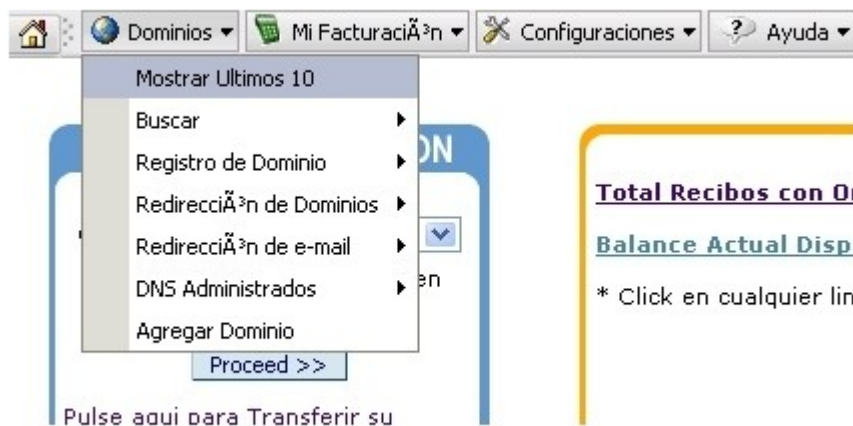 Dominios Mi FacturaciÃ³n Configuraciones Ayuda
Mostrar Ultimos 10
Buscar
ON
Registro de Dominio
Total Recibos con
RedirecciÃ³n de Dominios
RedirecciÃ³n de e-mail
Balance Actual Disp
en
DNS Administrados
* Click en cualquier lin
Agregar Dominio
Proceed >>
Pulse aqui para Transferir su